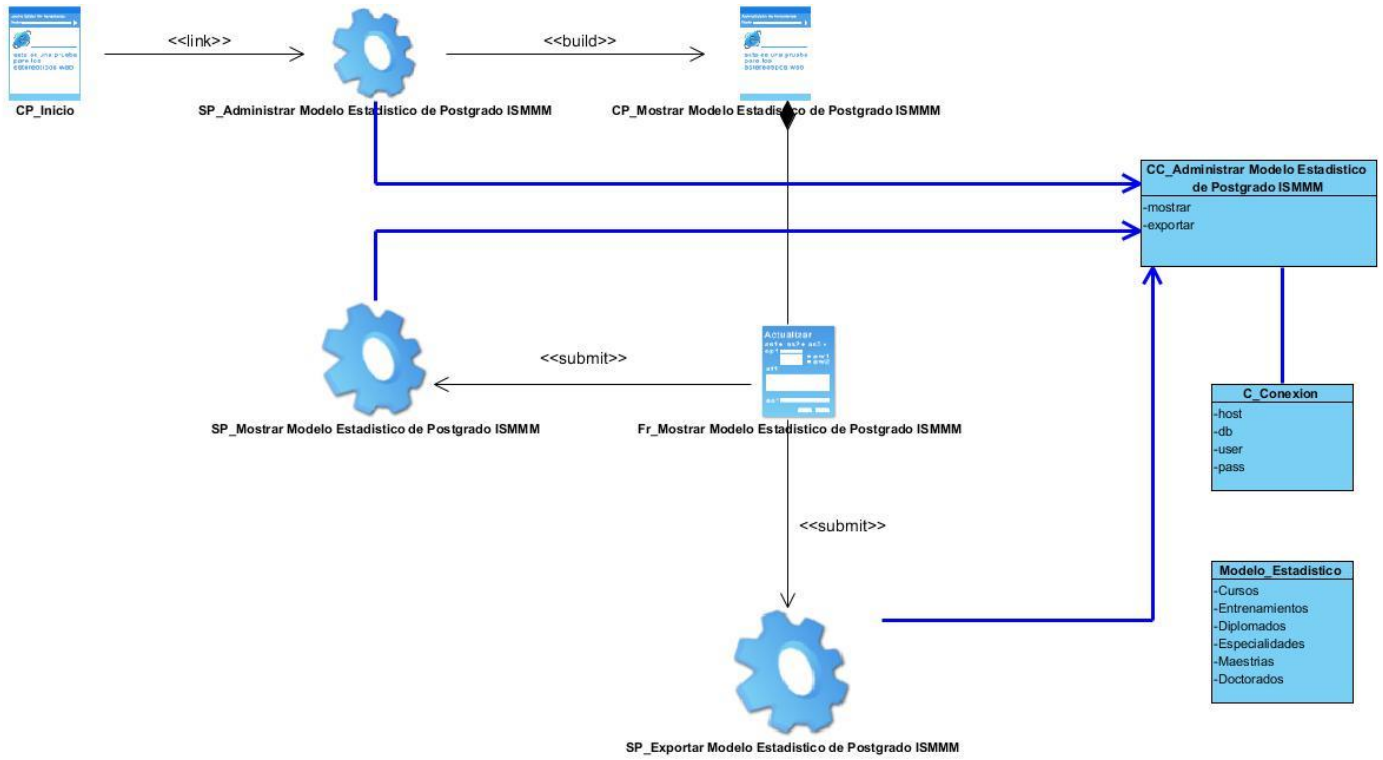 <<link>>
<<build>>
CP_Inicio
SP_Administrar Modelo Estadistico de Postgrado ISMMM
CP_Mostrar Modelo Estadistico de Postgrado ISMMM
CC_Administrar Modelo Estadistico
de Postgrado ISMMM
-mostrar
-exportar
Actualizar
<<submit>>
SP_Mostrar Modelo Estadistico de Postgrado ISMMM
Fr_Mostrar Modelo Estadistico de Postgrado ISMMM
C_Conexion
-host
-db
-user
-pass
<<submit>>
Modelo_Estadistico
-Cursos
-Entrenamientos
-Diplomados
-Especialidades
-Maestrias
-Doctorados
SP_Exportar Modelo Estadistico de Postgrado ISMMM